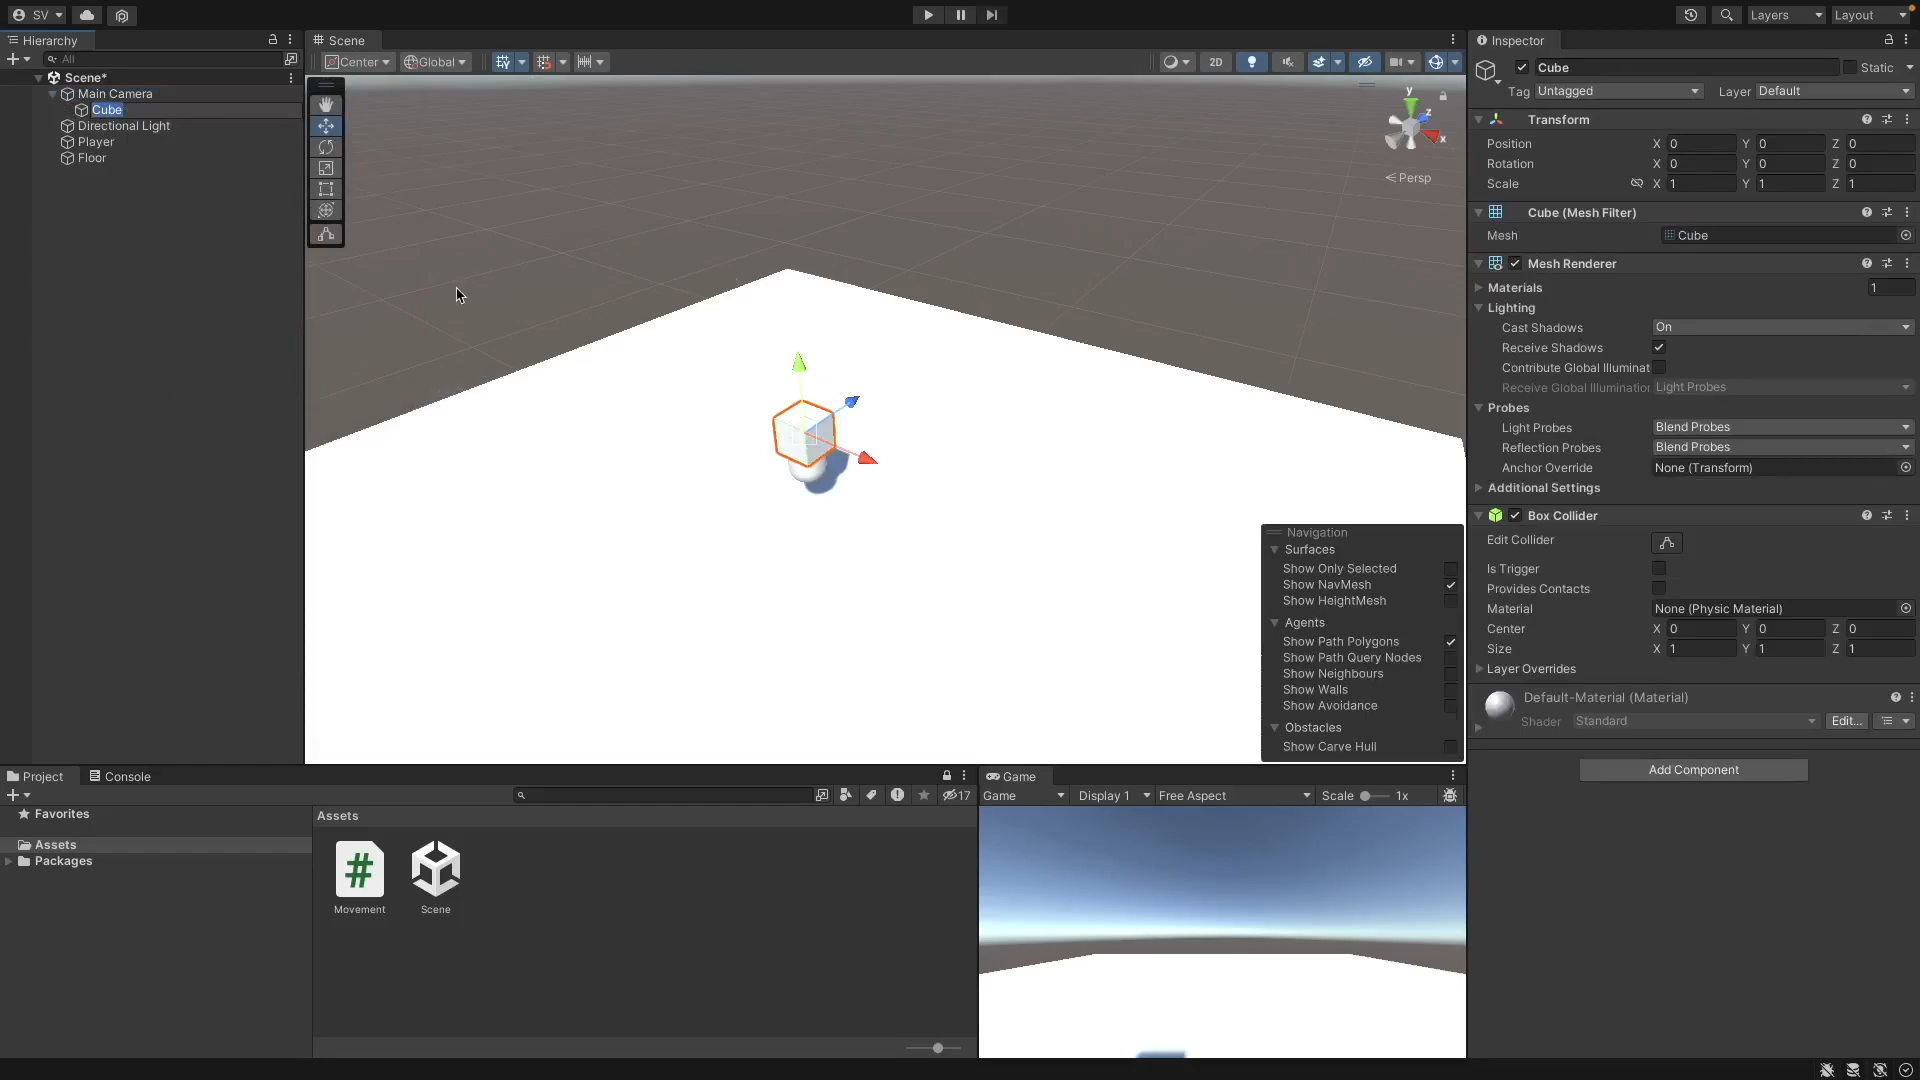 SV
Layers
Layout
Hierarchy
All
Scene*
Main Camera
Cube
Directional Light
Player
Floor
Scene
Center
Global
2D
y
z
x
Persp
Navigation
Surfaces
Show Only Selected
Show NavMesh
Show HeightMesh
Agents
Show Path Polygons
Show Path Query Nodes
Show Neighbours
Show Walls
Show Avoidance
Obstacles
Show Carve Hull
Inspector
Cube
Static
Tag Untagged Layer Default
Transform
Position X 0 Y 0 Z 0
Rotation X 0 Y 0 Z 0
Scale X 1 Y 1 Z 1
Cube (Mesh Filter)
Mesh Cube
Mesh Renderer
Materials 1
Lighting
Cast Shadows On
Receive Shadows
Contribute Global Illuminat
Receive Global Illumination Light Probes
Probes
Light Probes Blend Probes
Reflection Probes Blend Probes
Anchor Override None (Transform)
Additional Settings
Box Collider
Edit Collider
Is Trigger
Provides Contacts
Material None (Physic Material)
Center X 0 Y 0 Z 0
Size X 1 Y 1 Z 1
Layer Overrides
Default-Material (Material)
Shader Standard Edit...
Add Component
Project Console
17
Favorites
Assets
Packages
Assets
#
Movement
Scene
Game
Game Display 1 Free Aspect Scale 1x